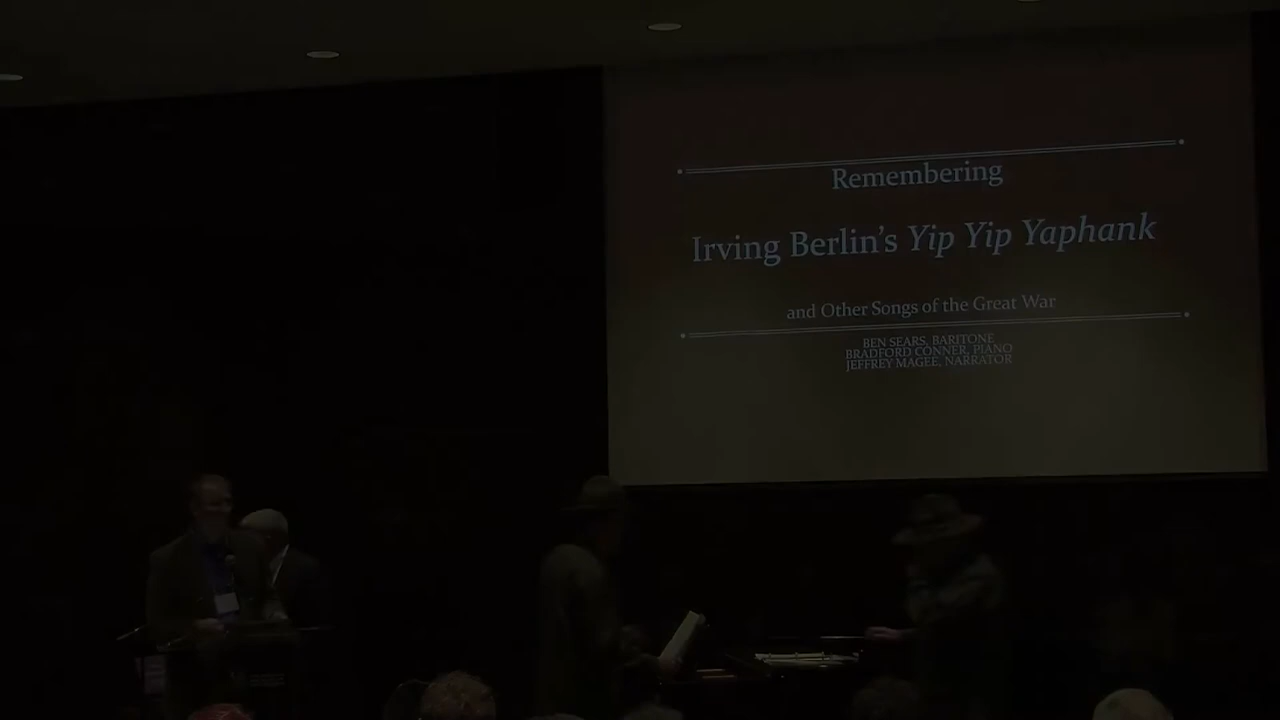 Remembering
Irving Berlin's Yip Yip Yaphank
and Other Songs of the Great War
BEN SEARS, BARITONE
BRADFORD CONNER, PIANO
JEFFREY MAGEE, NARRATOR